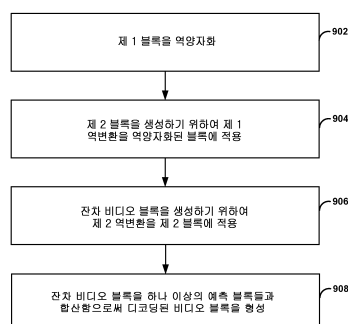 제 1 블록을 역양자화
902
제 2 블록을 생성하기 위하여 제 1
역변환을 역양자화된 블록에 적용
904
잔차 비디오 블록을 생성하기 위하여
제 2 역변환을 제 2 블록에 적용
906
잔차 비디오 블록을 하나 이상의 예측 블록들과
합산함으로써 디코딩된 비디오 블록을 형성
908